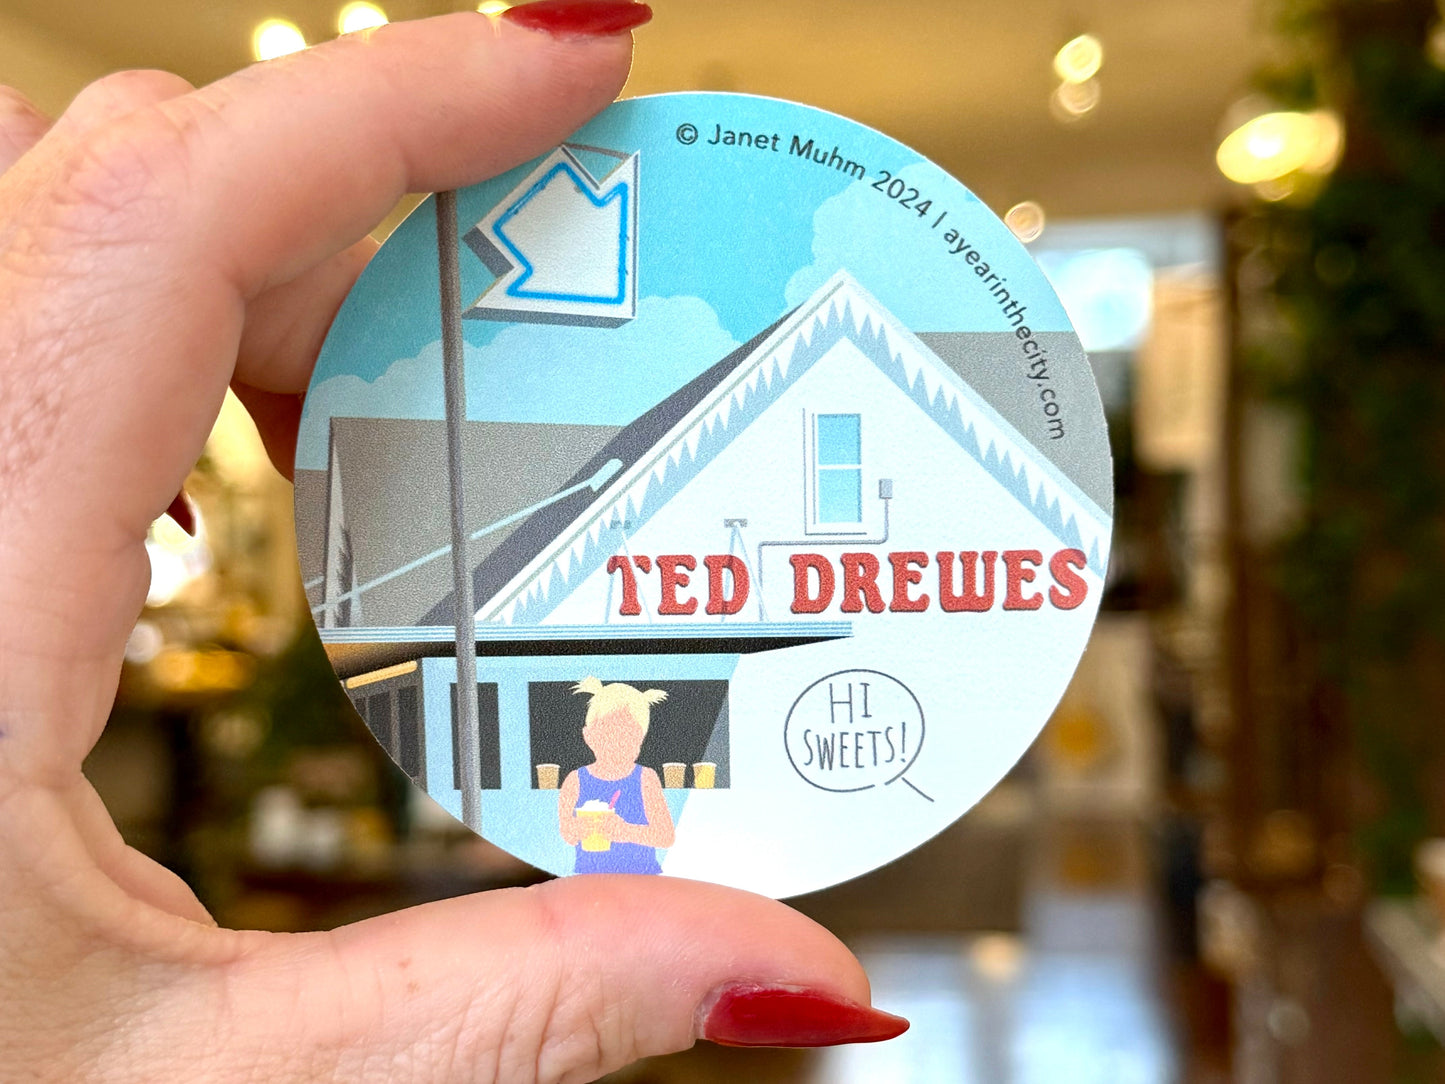 © Janet Muhm 2024 | ayearinthecity.com
TED DREWES
HI
SWEETS!